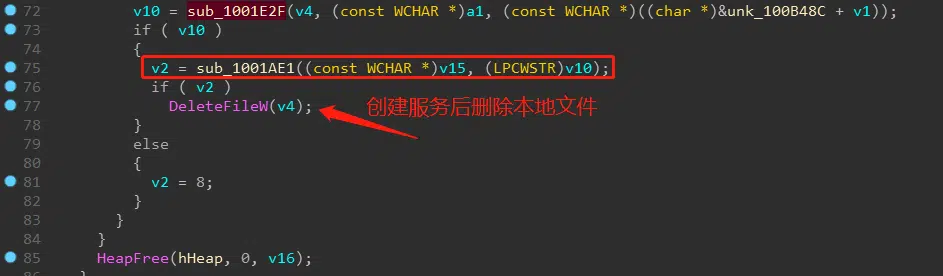 72 v10 = sub_1001E2F(v4, (const WCHAR *)a1, (const WCHAR *)((char *)&unk_100B48C + v1));
73 if ( v10 )
74 {
75 v2 = sub_1001AE1((const WCHAR *)v15, (LPCWSTR)v10);
76 if ( v2 )
77 DeleteFileW(v4); 创建服务后删除本地文件
78 }
79 else
80 {
81 v2 = 8;
82 }
83 }
84 }
85 HeapFree(hHeap, 0, v16);
86 }